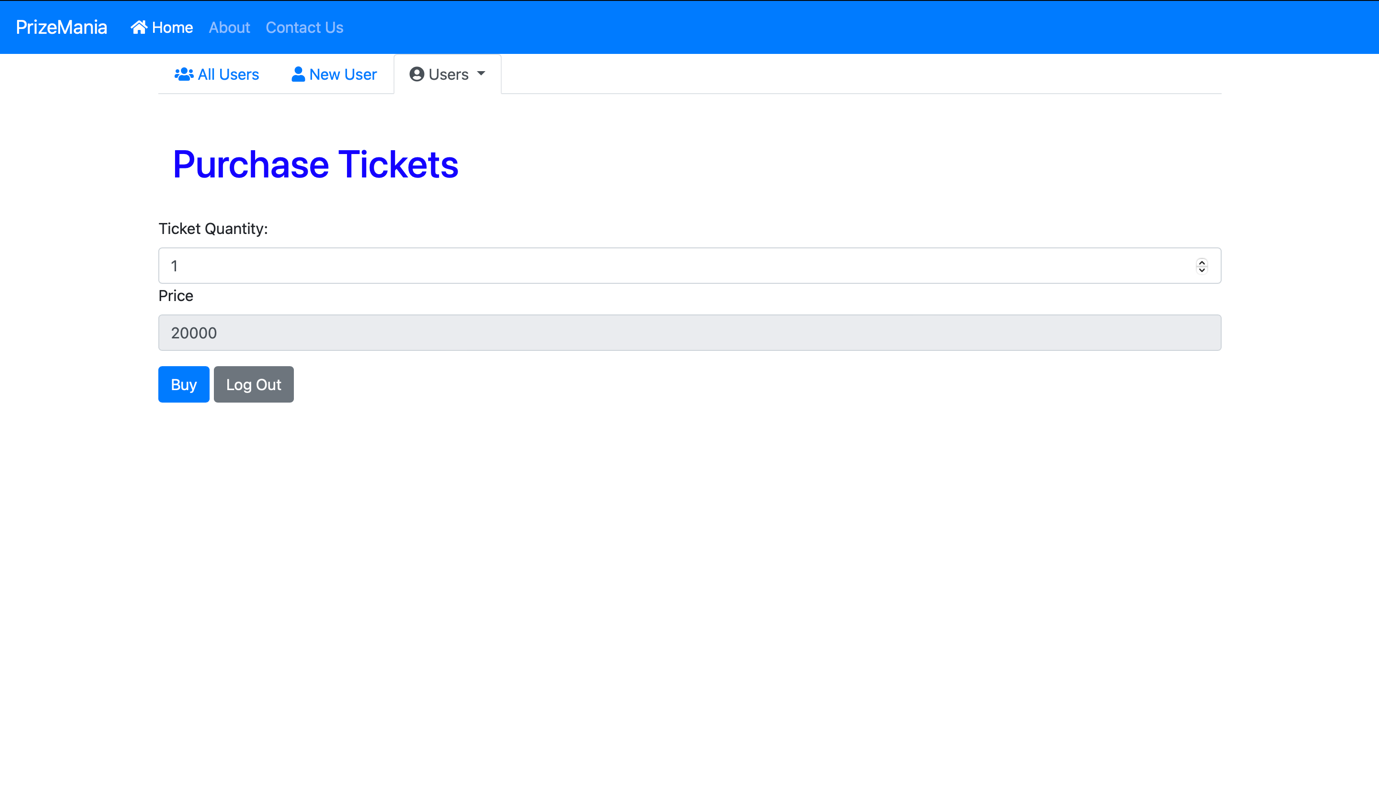 PrizeMania Home About Contact Us
All Users New User Users
Purchase Tickets
Ticket Quantity:
1
Price
20000
Buy Log Out